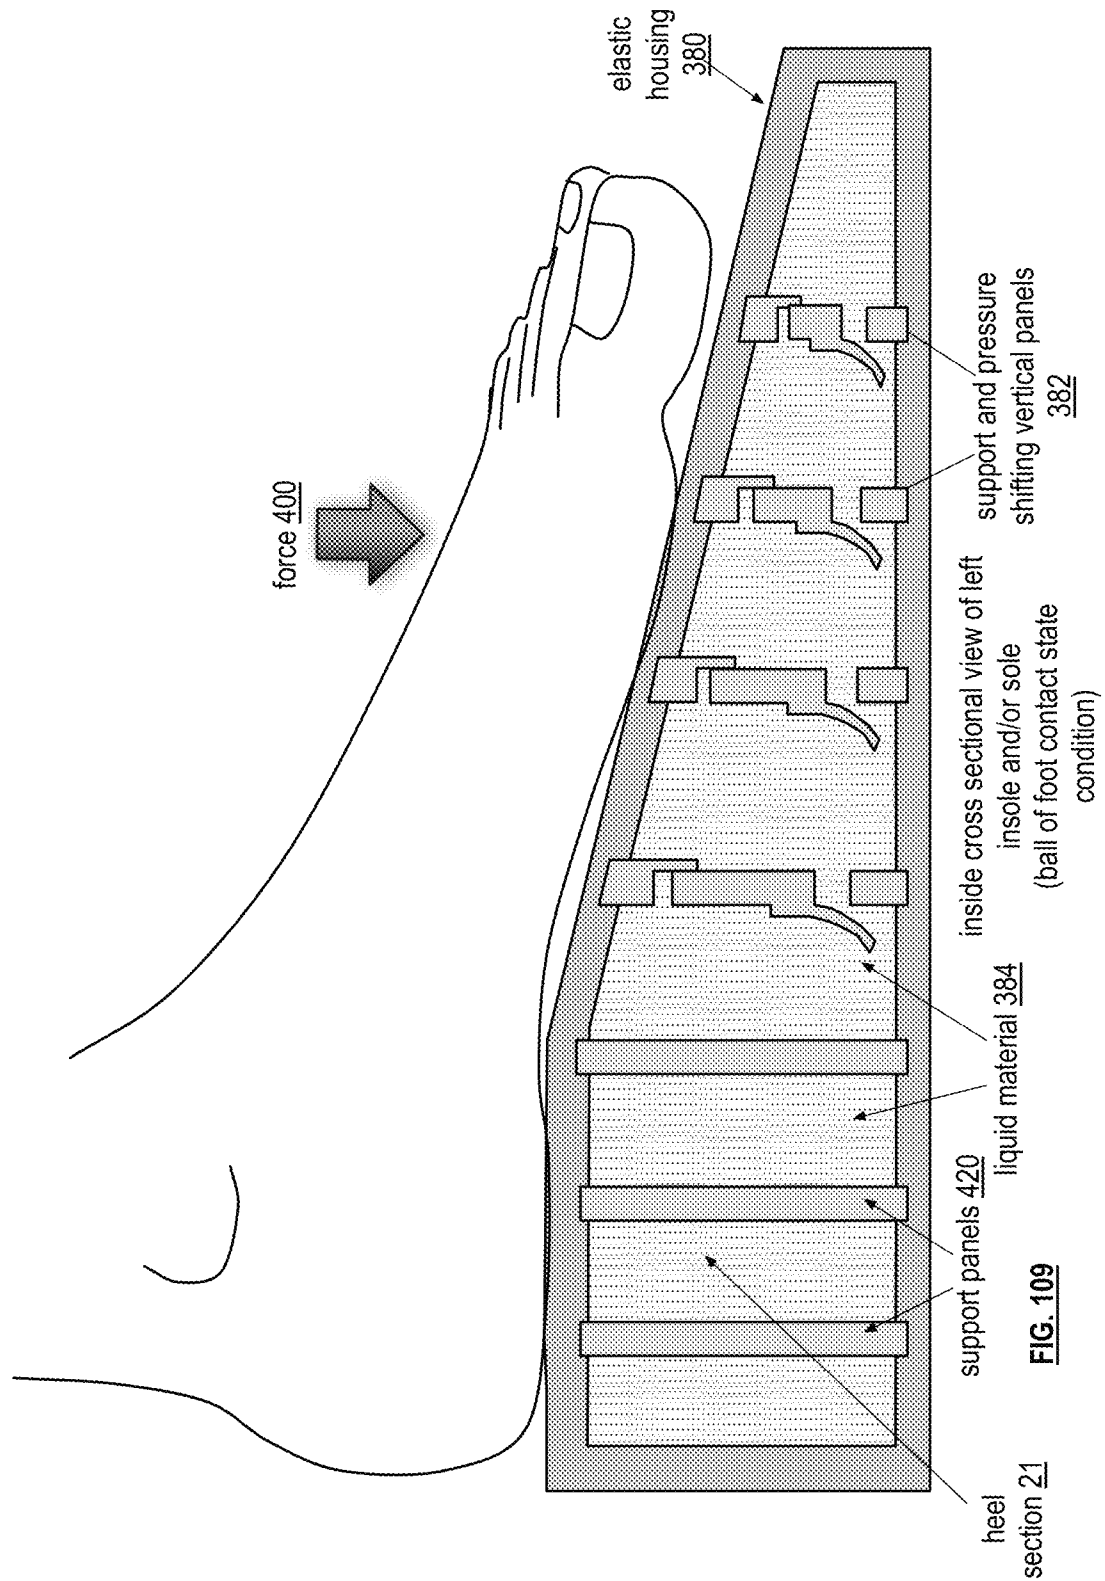 force 400
elastic
housing
380
support and pressure
shifting vertical panels
382
inside cross sectional view of left
insole and/or sole
(ball of foot contact state
condition)
liquid material 384
support panels 420
heel
section 21
FIG. 109